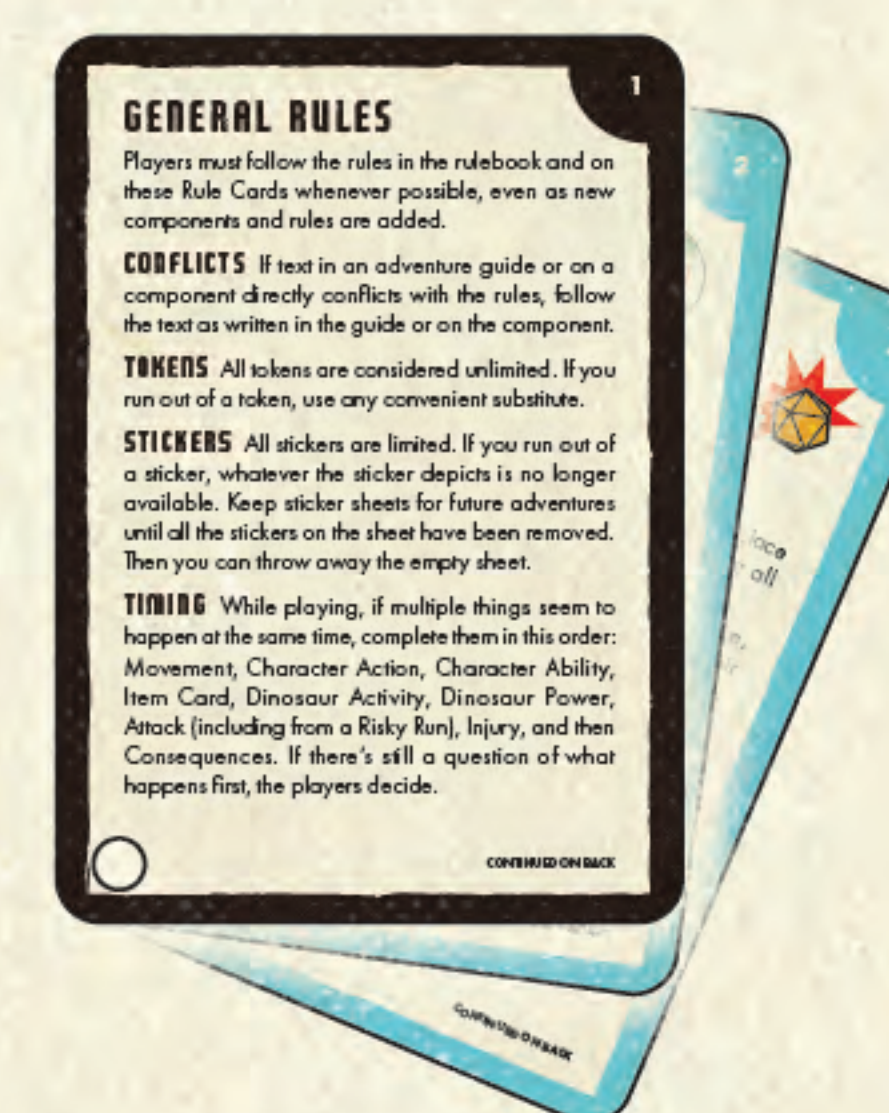 1
GENERAL RULES
Players must follow the rules in the rulebook and on
these Rule Cards whenever possible, even as new
components and rules are added.
CONFLICTS If text in an adventure guide or on a
component directly conflicts with the rules, follow
the text as written in the guide or on the component.
TOKENS All tokens are considered unlimited. If you
run out of a token, use any convenient substitute.
STICKERS All stickers are limited. If you run out of
a sticker, whatever the sticker depicts is no longer
available. Keep sticker sheets for future adventures
until all the stickers on the sheet have been removed.
Then you can throw away the empty sheet.
TIMING While playing, if multiple things seem to
happen at the same time, complete them in this order:
Movement, Character Action, Character Ability,
Item Card, Dinosaur Activity, Dinosaur Power,
Attack (including from a Risky Run), Injury, and then
Consequences. If there's still a question of what
happens first, the players decide.
CONTINUED ON BACK
2
all
CONTINUED ON BACK